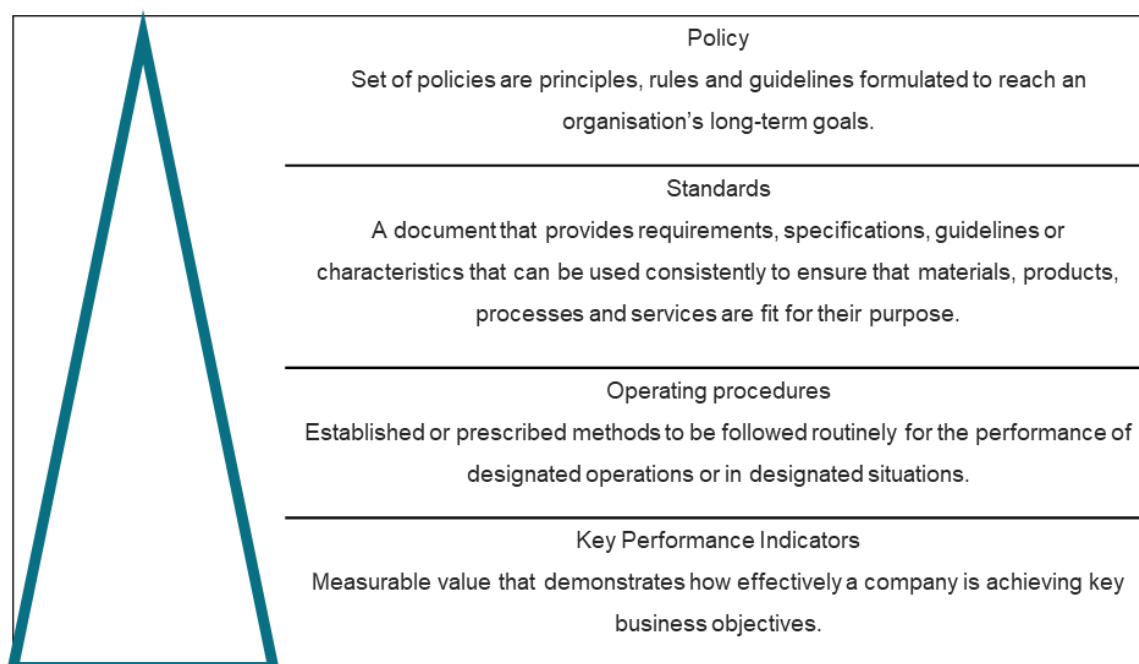 Policy
Set of policies are principles, rules and guidelines formulated to reach an
organisation’s long-term goals.
Standards
A document that provides requirements, specifications, guidelines or
characteristics that can be used consistently to ensure that materials, products,
processes and services are fit for their purpose.
Operating procedures
Established or prescribed methods to be followed routinely for the performance of
designated operations or in designated situations.
Key Performance Indicators
Measurable value that demonstrates how effectively a company is achieving key
business objectives.